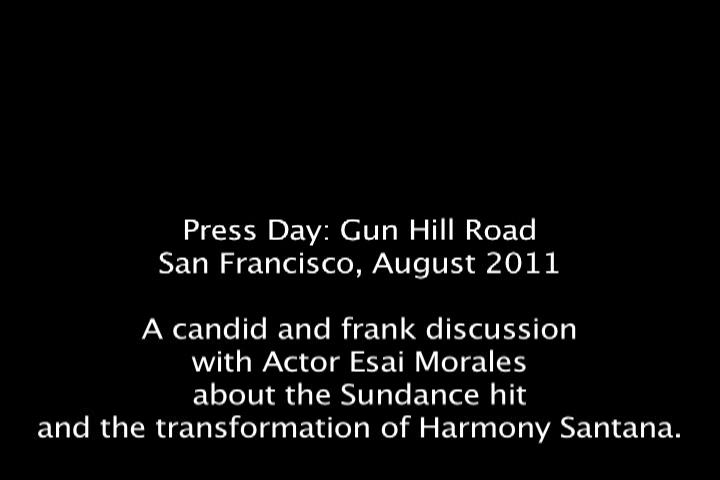 Press Day: Gun Hill Road
San Francisco, August 2011
A candid and frank discussion
with Actor Esai Morales
about the Sundance hit
and the transformation of Harmony Santana.